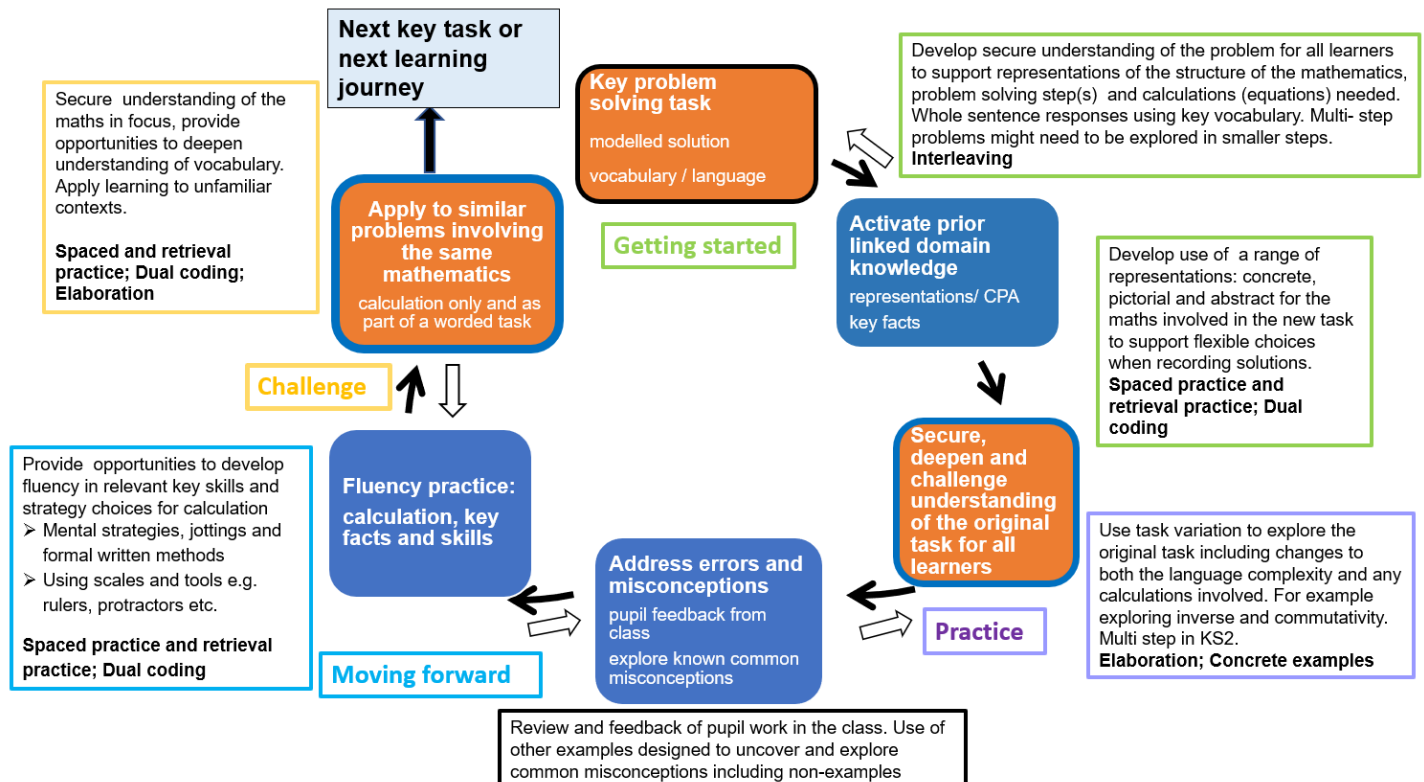 Next key task or
next learning
journey
Key problem
solving task
modelled solution
vocabulary / language
Develop secure understanding of the problem for all learners
to support representations of the structure of the mathematics,
problem solving step(s) and calculations (equations) needed.
Whole sentence responses using key vocabulary. Multi- step
problems might need to be explored in smaller steps.
Interleaving
Secure understanding of the
maths in focus, provide
opportunities to deepen
understanding of vocabulary.
Apply learning to unfamiliar
contexts.
Spaced and retrieval
practice; Dual coding;
Elaboration
Apply to similar
problems involving
the same
mathematics
calculation only and as
part of a worded task
Getting started
Activate prior
linked domain
knowledge
representations/ CPA
key facts
Develop use of a range of
representations: concrete,
pictorial and abstract for the
maths involved in the new task
to support flexible choices
when recording solutions.
Spaced practice and
retrieval practice; Dual
coding
Challenge
Secure,
deepen and
challenge
understanding
of the original
task for all
learners
Provide opportunities to develop
fluency in relevant key skills and
strategy choices for calculation
➢ Mental strategies, jottings and
formal written methods
➢ Using scales and tools e.g.
rulers, protractors etc.
Spaced practice and retrieval
practice; Dual coding
Fluency practice:
calculation, key
facts and skills
Address errors and
misconceptions
pupil feedback from
class
explore known common
misconceptions
Use task variation to explore the
original task including changes to
both the language complexity and any
calculations involved. For example
exploring inverse and commutativity.
Multi step in KS2.
Elaboration; Concrete examples
Practice
Moving forward
Review and feedback of pupil work in the class. Use of
other examples designed to uncover and explore
common misconceptions including non-examples